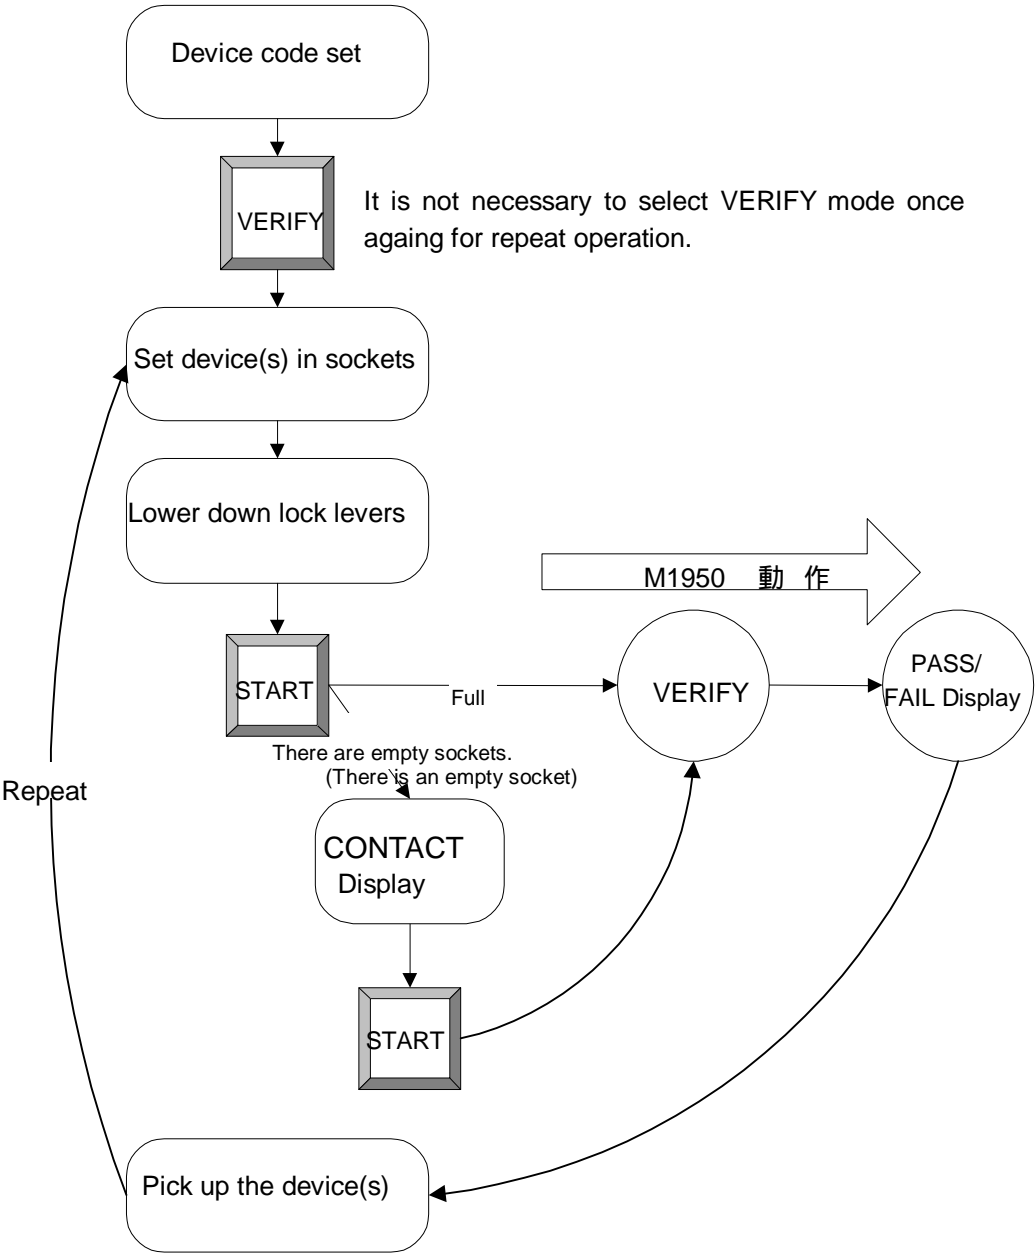 Device code set
VERIFY
It is not necessary to select VERIFY mode once
againg for repeat operation.
Set device(s) in sockets
Lower down lock levers
M1950 動 作
START
Full
VERIFY
PASS/
FAIL Display
There are empty sockets.
(There is an empty socket)
Repeat
CONTACT
Display
START
Pick up the device(s)